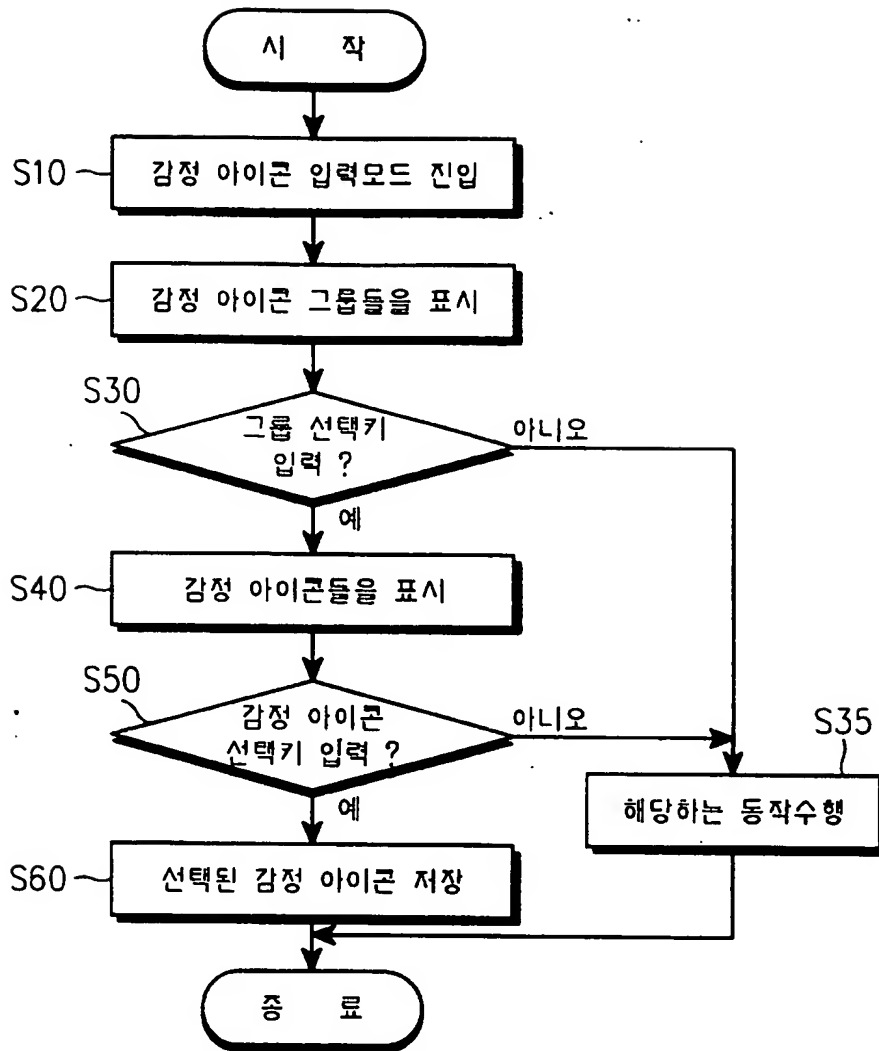 시 작
S10
감정 아이콘 입력모드 진입
S20
감정 아이콘 그룹들을 표시
S30
그룹 선택키
입력 ?
아니오
예
S40
감정 아이콘들을 표시
S50
감정 아이콘
선택키 입력 ?
아니오
S35
해당하는 동작수행
예
S60
선택된 감정 아이콘 저장
종 료